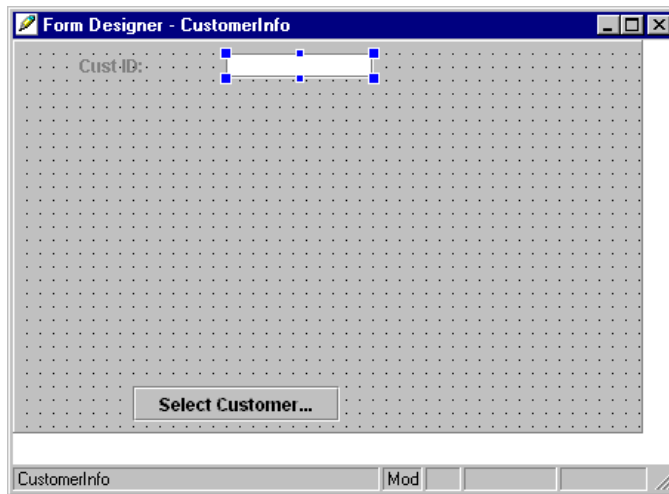 Form Designer - CustomerInfo
Cust ID:
Select Customer...
CustomerInfo
Mod